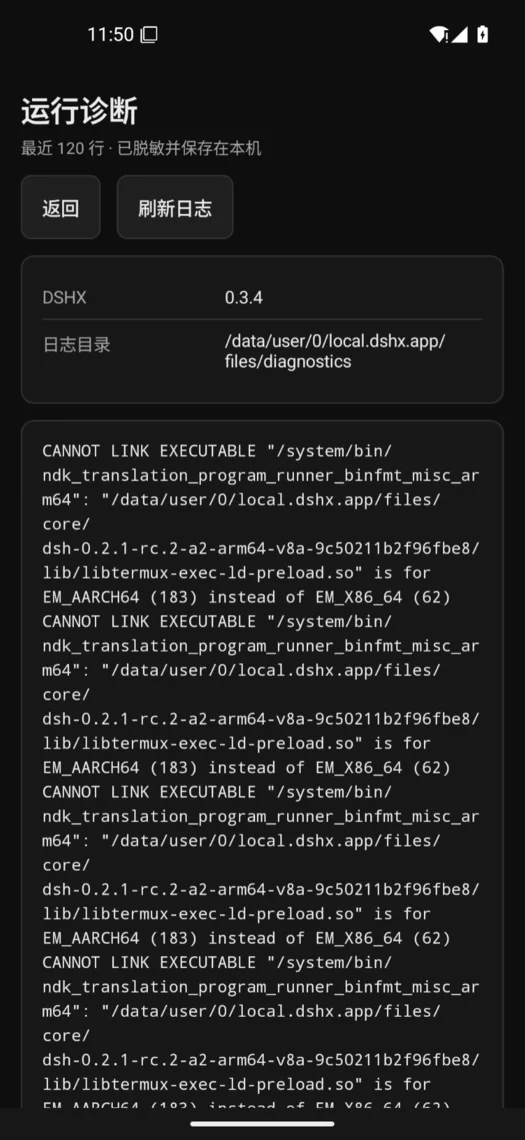 11:50
运行诊断
最近 120 行 · 已脱敏并保存在本机
返回 刷新日志
DSHX 0.3.4
日志目录 /data/user/0/local.dshx.app/
files/diagnostics
CANNOT LINK EXECUTABLE "/system/bin/
ndk_translation_program_runner_binfmt_misc_ar
m64": "/data/user/0/local.dshx.app/files/
core/
dsh-0.2.1-rc.2-a2-arm64-v8a-9c50211b2f96fbe8/
lib/libtermux-exec-ld-preload.so" is for
EM_AARCH64 (183) instead of EM_X86_64 (62)
CANNOT LINK EXECUTABLE "/system/bin/
ndk_translation_program_runner_binfmt_misc_ar
m64": "/data/user/0/local.dshx.app/files/
core/
dsh-0.2.1-rc.2-a2-arm64-v8a-9c50211b2f96fbe8/
lib/libtermux-exec-ld-preload.so" is for
EM_AARCH64 (183) instead of EM_X86_64 (62)
CANNOT LINK EXECUTABLE "/system/bin/
ndk_translation_program_runner_binfmt_misc_ar
m64": "/data/user/0/local.dshx.app/files/
core/
dsh-0.2.1-rc.2-a2-arm64-v8a-9c50211b2f96fbe8/
lib/libtermux-exec-ld-preload.so" is for
EM_AARCH64 (183) instead of EM_X86_64 (62)
CANNOT LINK EXECUTABLE "/system/bin/
ndk_translation_program_runner_binfmt_misc_ar
m64": "/data/user/0/local.dshx.app/files/
core/
dsh-0.2.1-rc.2-a2-arm64-v8a-9c50211b2f96fbe8/
lib/libtermux-exec-ld-preload.so" is for
EM_AARCH64 (183) instead of EM_X86_64 (62)